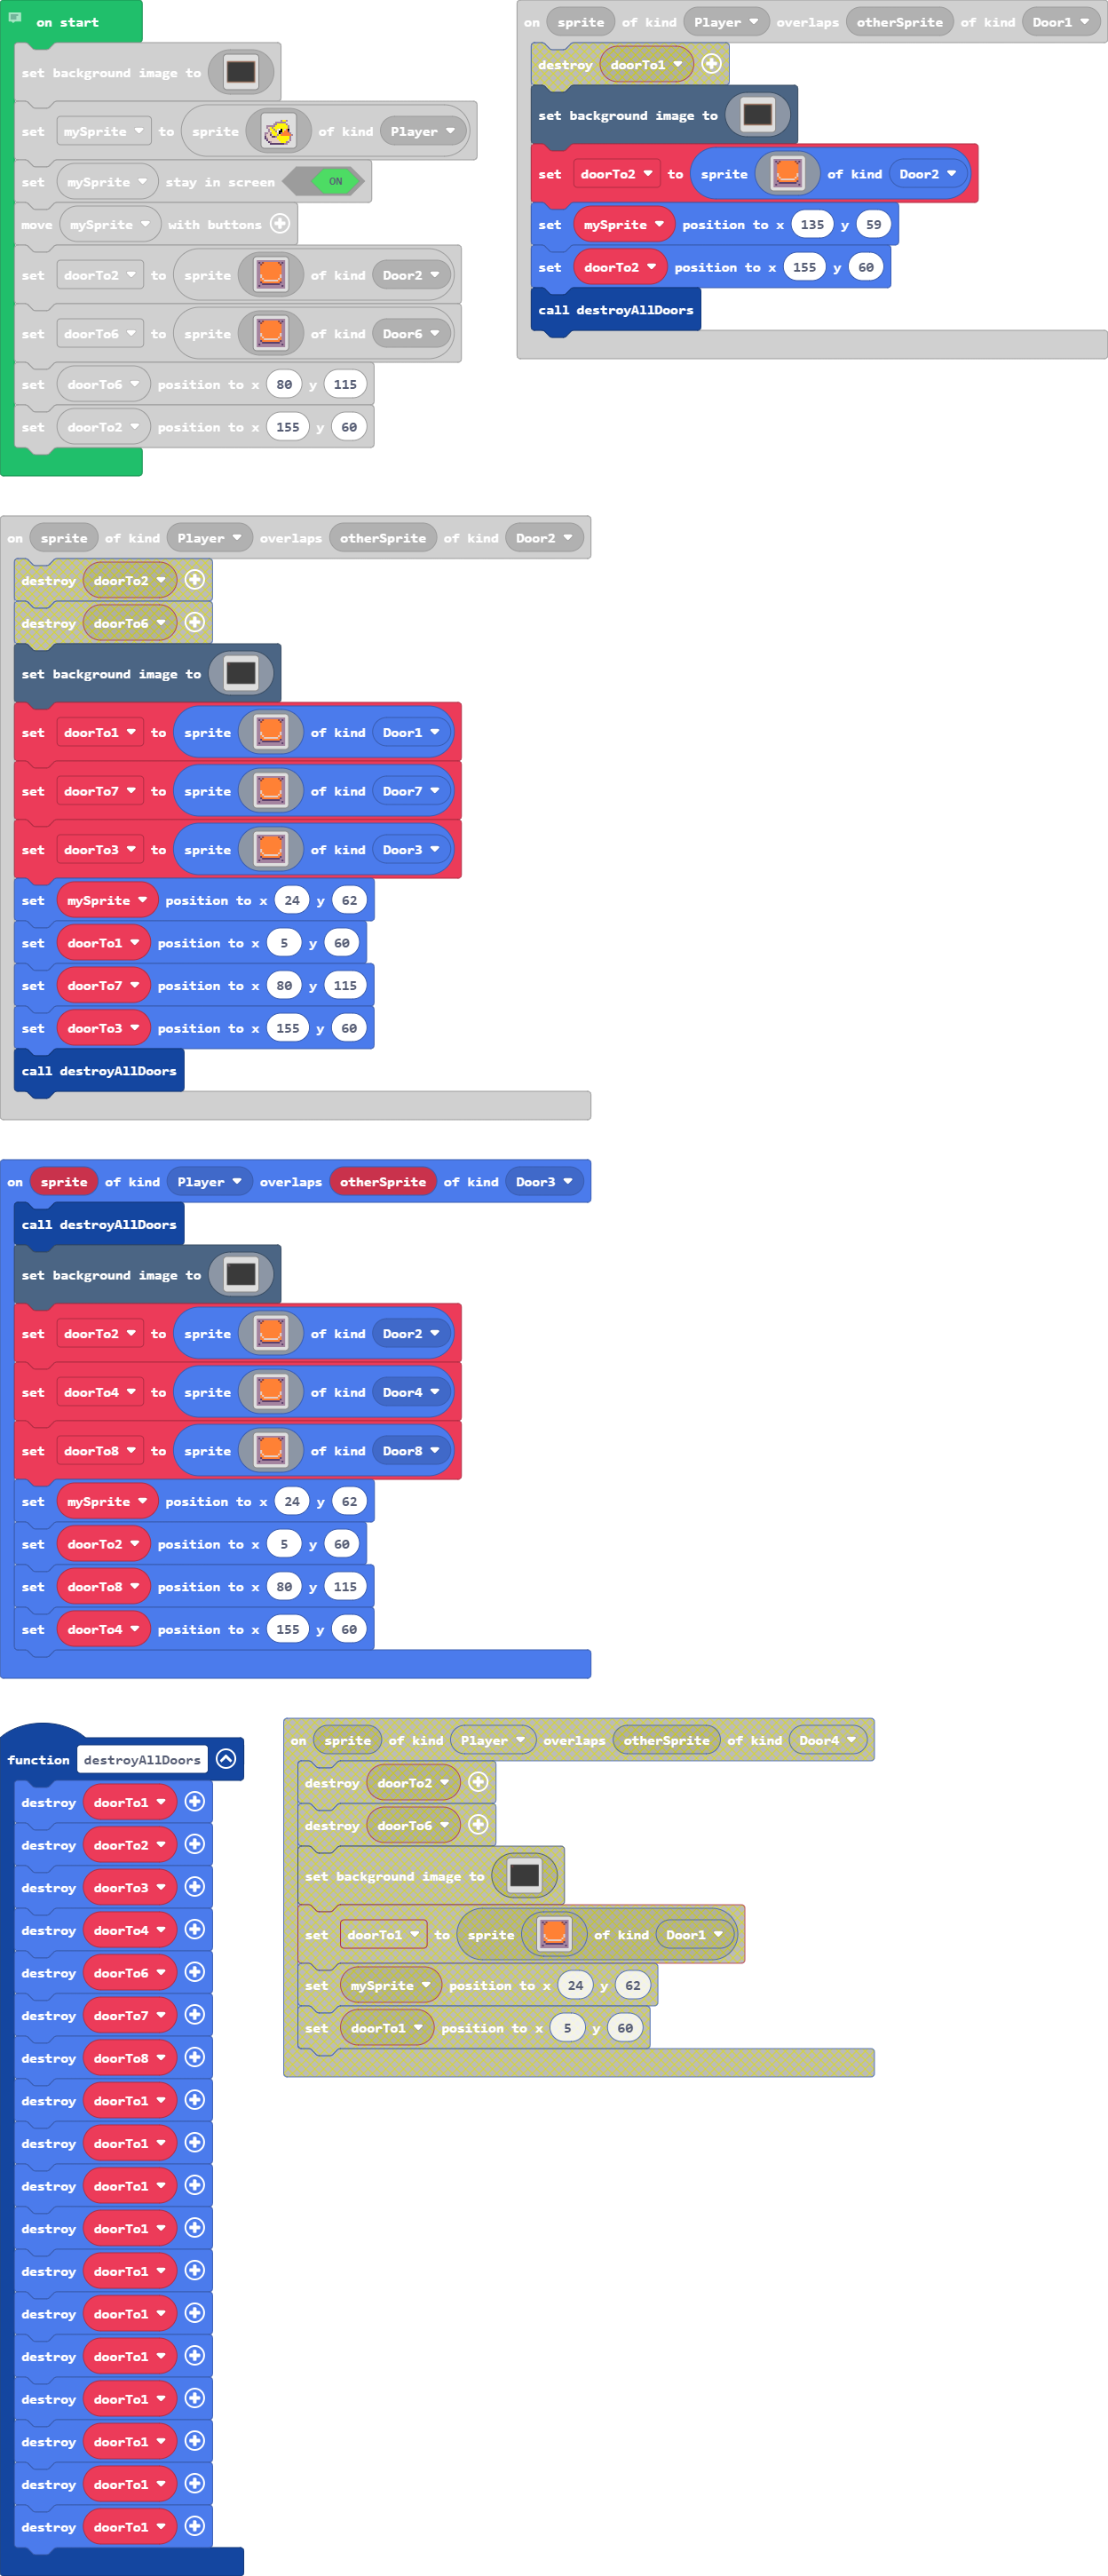 on start
set background image to
set mySprite to sprite of kind Player
set mySprite stay in screen ON
move mySprite with buttons
set doorTo2 to sprite of kind Door2
set doorTo6 to sprite of kind Door6
set doorTo6 position to x 80 y 115
set doorTo2 position to x 155 y 60
on sprite of kind Player overlaps otherSprite of kind Door1
destroy doorTo1
set background image to
set doorTo2 to sprite of kind Door2
set mySprite position to x 135 y 59
set doorTo2 position to x 155 y 60
call destroyAllDoors
on sprite of kind Player overlaps otherSprite of kind Door2
destroy doorTo2
destroy doorTo6
set background image to
set doorTo1 to sprite of kind Door1
set doorTo7 to sprite of kind Door7
set doorTo3 to sprite of kind Door3
set mySprite position to x 24 y 62
set doorTo1 position to x 5 y 60
set doorTo7 position to x 80 y 115
set doorTo3 position to x 155 y 60
call destroyAllDoors
on sprite of kind Player overlaps otherSprite of kind Door3
call destroyAllDoors
set background image to
set doorTo2 to sprite of kind Door2
set doorTo4 to sprite of kind Door4
set doorTo8 to sprite of kind Door8
set mySprite position to x 24 y 62
set doorTo2 position to x 5 y 60
set doorTo8 position to x 80 y 115
set doorTo4 position to x 155 y 60
function destroyAllDoors
destroy doorTo1
destroy doorTo2
destroy doorTo3
destroy doorTo4
destroy doorTo6
destroy doorTo7
destroy doorTo8
destroy doorTo1
destroy doorTo1
destroy doorTo1
destroy doorTo1
destroy doorTo1
destroy doorTo1
destroy doorTo1
destroy doorTo1
destroy doorTo1
destroy doorTo1
destroy doorTo1
on sprite of kind Player overlaps otherSprite of kind Door4
destroy doorTo2
destroy doorTo6
set background image to
set doorTo1 to sprite of kind Door1
set mySprite position to x 24 y 62
set doorTo1 position to x 5 y 60